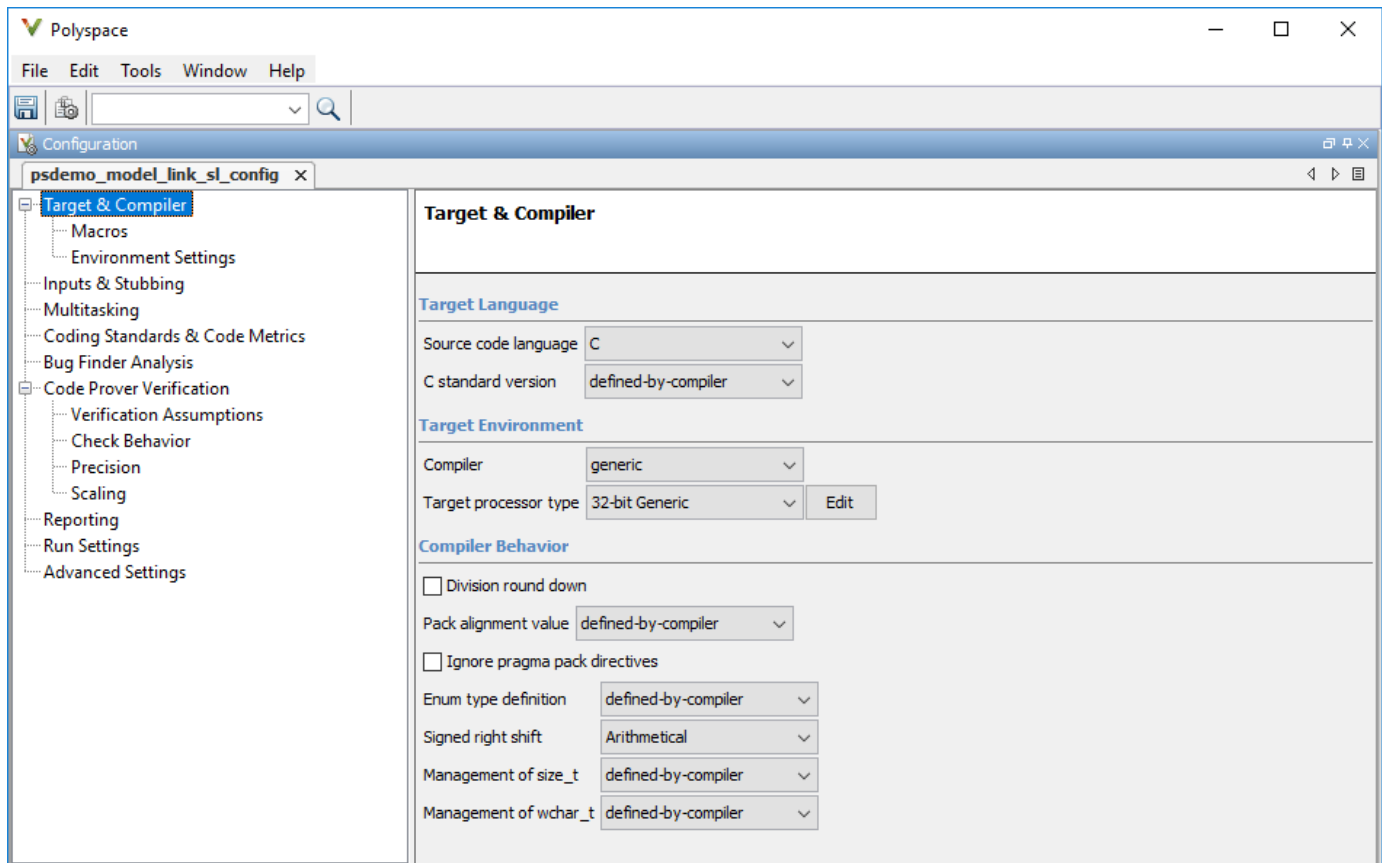 Polyspace
File Edit Tools Window Help
Configuration
psdemo_model_link_sl_config
Target & Compiler
Macros
Environment Settings
Inputs & Stubbing
Multitasking
Coding Standards & Code Metrics
Bug Finder Analysis
Code Prover Verification
Verification Assumptions
Check Behavior
Precision
Scaling
Reporting
Run Settings
Advanced Settings
Target & Compiler
Target Language
Source code language C
C standard version defined-by-compiler
Target Environment
Compiler generic
Target processor type 32-bit Generic Edit
Compiler Behavior
Division round down
Pack alignment value defined-by-compiler
Ignore pragma pack directives
Enum type definition defined-by-compiler
Signed right shift Arithmetical
Management of size_t defined-by-compiler
Management of wchar_t defined-by-compiler